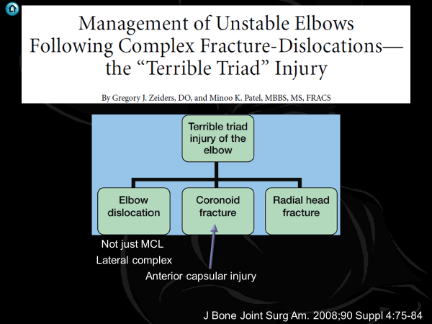 Management of Unstable Elbows
Following Complex Fracture-Dislocations—
the “Terrible Triad” Injury
By Gregory J. Zeiders, DO, and Minoo K. Patel, MBBS, MS, FRACS
Terrible triad
injury of the
elbow
Elbow
dislocation
Coronoid
fracture
Radial head
fracture
Not just MCL
Lateral complex
Anterior capsular injury
J Bone Joint Surg Am. 2008;90 Suppl 4:75-84